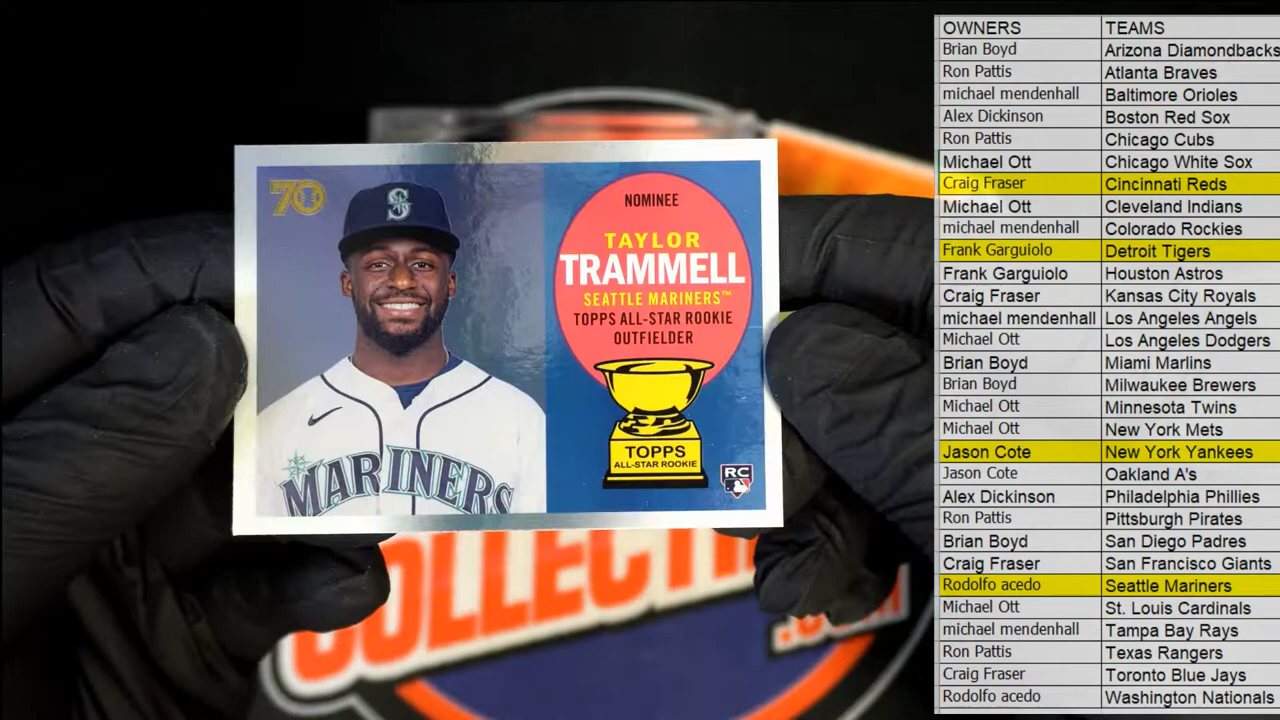 70
S
MARINERS
NOMINEE
TAYLOR
TRAMMELL
SEATTLE MARINERS™
TOPPS ALL-STAR ROOKIE
OUTFIELDER
TOPPS
ALL-STAR ROOKIE
RC
.com
OWNERS TEAMS
Brian Boyd Arizona Diamondbacks
Ron Pattis Atlanta Braves
michael mendenhall Baltimore Orioles
Alex Dickinson Boston Red Sox
Ron Pattis Chicago Cubs
Michael Ott Chicago White Sox
Craig Fraser Cincinnati Reds
Michael Ott Cleveland Indians
michael mendenhall Colorado Rockies
Frank Garguiolo Detroit Tigers
Frank Garguiolo Houston Astros
Craig Fraser Kansas City Royals
michael mendenhall Los Angeles Angels
Michael Ott Los Angeles Dodgers
Brian Boyd Miami Marlins
Brian Boyd Milwaukee Brewers
Michael Ott Minnesota Twins
Michael Ott New York Mets
Jason Cote New York Yankees
Jason Cote Oakland A's
Alex Dickinson Philadelphia Phillies
Ron Pattis Pittsburgh Pirates
Brian Boyd San Diego Padres
Craig Fraser San Francisco Giants
Rodolfo acedo Seattle Mariners
Michael Ott St. Louis Cardinals
michael mendenhall Tampa Bay Rays
Ron Pattis Texas Rangers
Craig Fraser Toronto Blue Jays
Rodolfo acedo Washington Nationals